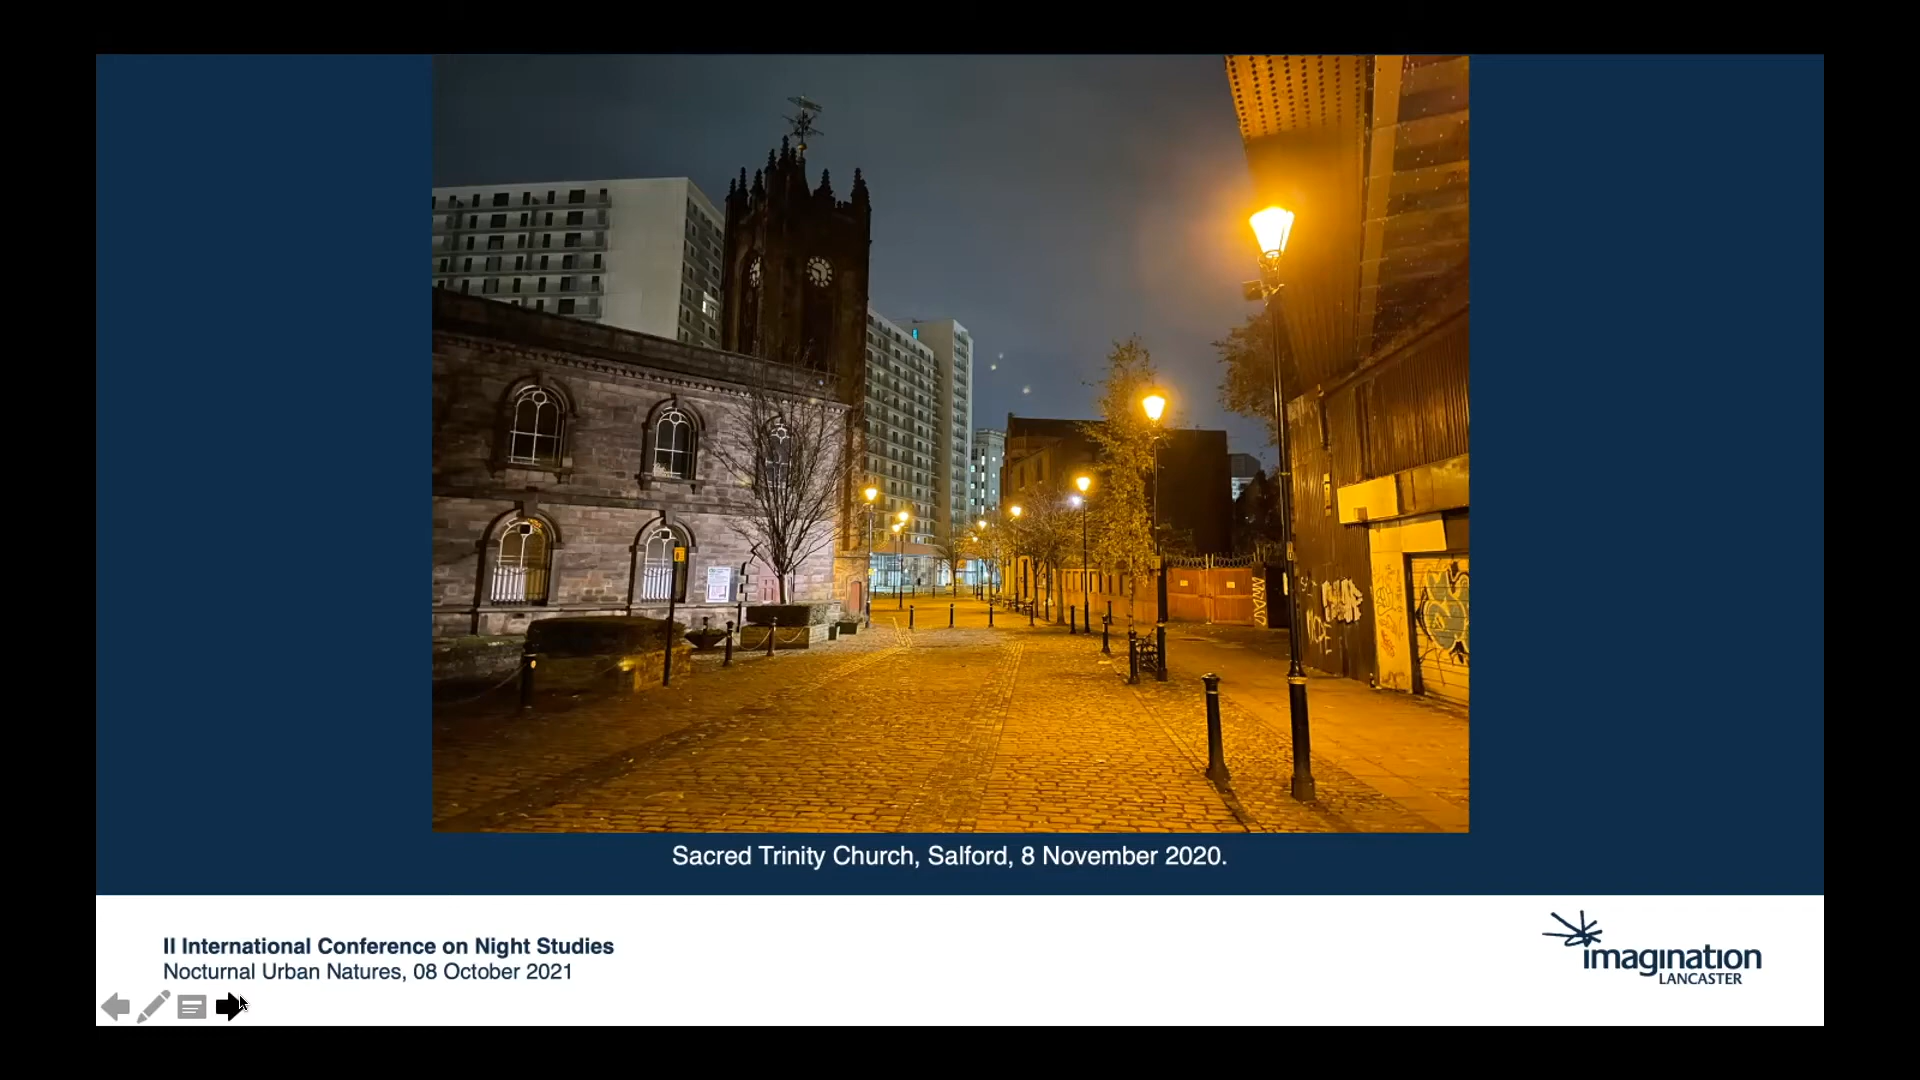 Sacred Trinity Church, Salford, 8 November 2020.
II International Conference on Night Studies
Nocturnal Urban Natures, 08 October 2021
imagination
LANCASTER